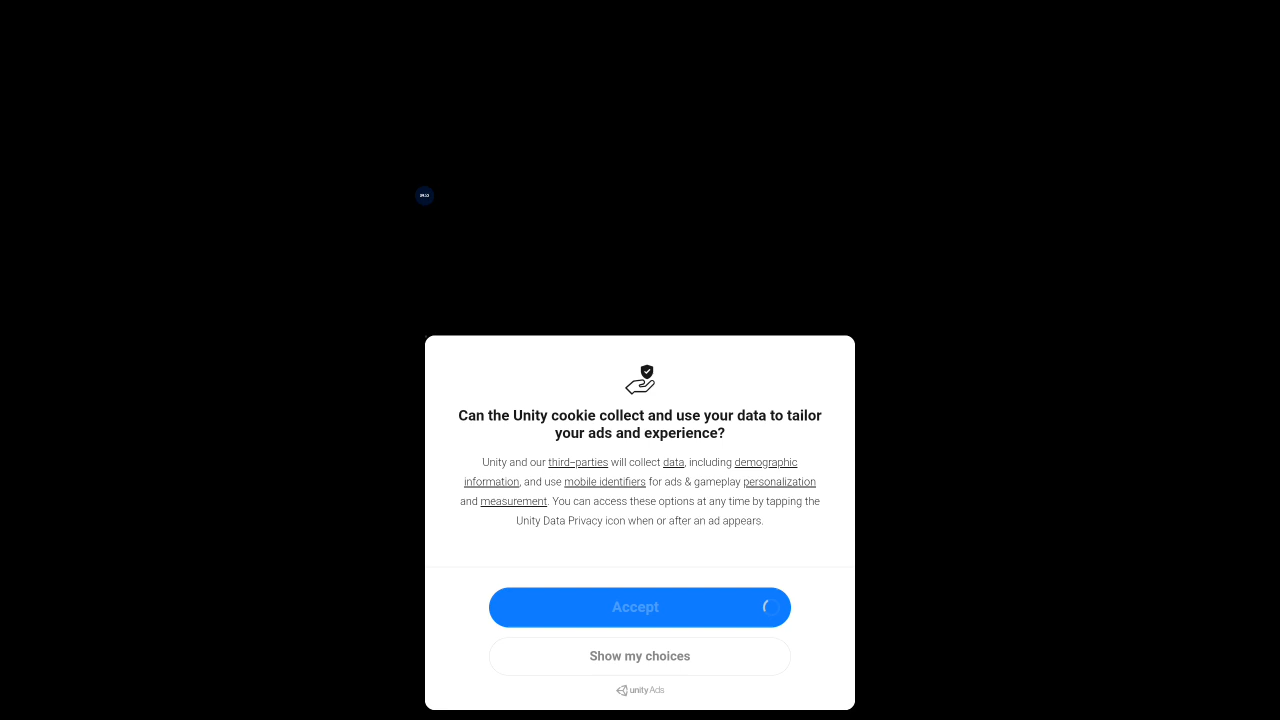 Can the Unity cookie collect and use your data to tailor
your ads and experience?
Unity and our third-parties will collect data, including demographic
information, and use mobile identifiers for ads & gameplay personalization
and measurement. You can access these options at any time by tapping the
Unity Data Privacy icon when or after an ad appears.
Accept
Show my choices
unity Ads